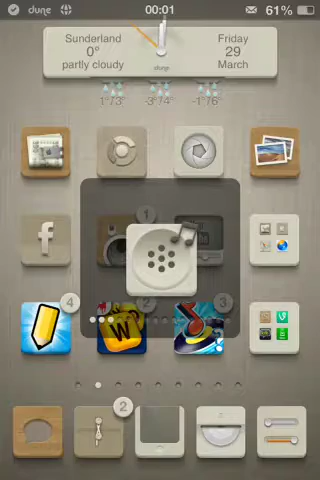 dune 00:01 61%
Sunderland
0°
partly cloudy
dune
Friday
29
March
1°/3° -3°/4° -1°/6°
f
1
4 2 3
W
2